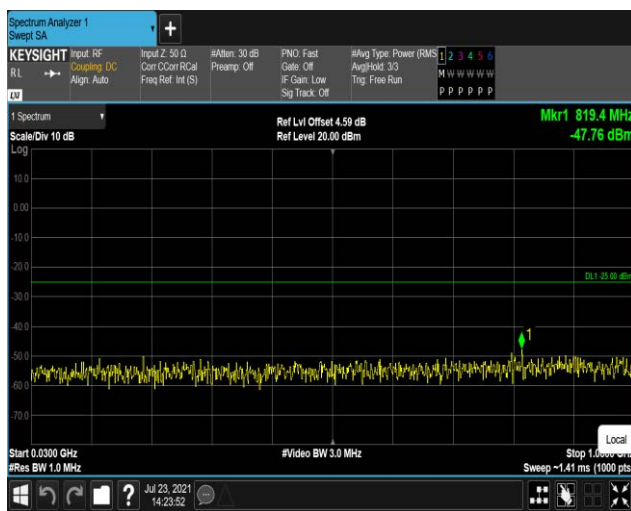 Spectrum Analyzer 1
Swept SA
+
KEYSIGHT
RL
LXI
Input: RF
Coupling: DC
Align: Auto
Input Z: 50 Ω
Corr CCorr RCal
Freq Ref: Int (S)
#Atten: 30 dB
Preamp: Off
PNO: Fast
Gate: Off
IF Gain: Low
Sig Track: Off
#Avg Type: Power (RMS
Avg|Hold: 3/3
Trig: Free Run
1 2 3 4 5 6
M W W W W W
P P P P P P
1 Spectrum
Scale/Div 10 dB
Log
Ref Lvl Offset 4.59 dB
Ref Level 20.00 dBm
Mkr1 819.4 MHz
-47.76 dBm
10.0
0.00
-10.0
-20.0
DL1 -25.00 dBm
-30.0
-40.0
1
-50.0
-60.0
-70.0
Local
Start 0.0300 GHz
#Res BW 1.0 MHz
#Video BW 3.0 MHz
Stop
Sweep ~1.41 ms (1000 pts
?
Jul 23, 2021
14:23:52